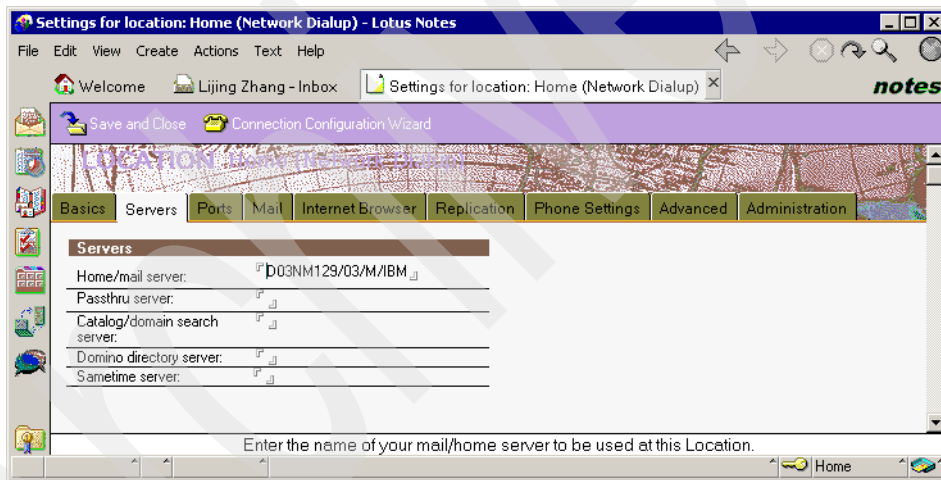 Settings for location: Home (Network Dialup) - Lotus Notes
File Edit View Create Actions Text Help
Welcome Lijing Zhang - Inbox Settings for location: Home (Network Dialup)
notes
Save and Close Connection Configuration Wizard
LOCATION: Home (Network Dialup)
Basics Servers Ports Mail Internet Browser Replication Phone Settings Advanced Administration
Servers
Home/mail server: D03NM129/03/M/IBM
Passthru server:
Catalog/domain search
server:
Domino directory server:
Sametime server:
Enter the name of your mail/home server to be used at this Location.
Home